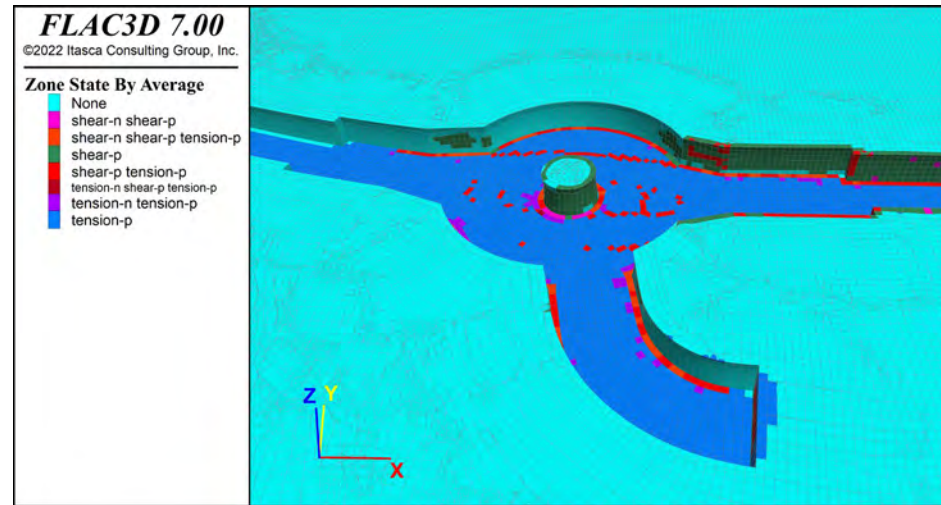 FLAC3D 7.00
©2022 Itasca Consulting Group, Inc.
Zone State By Average
None
shear-n shear-p
shear-n shear-p tension-p
shear-p
shear-p tension-p
tension-n shear-p tension-p
tension-n tension-p
tension-p
Z Y
X